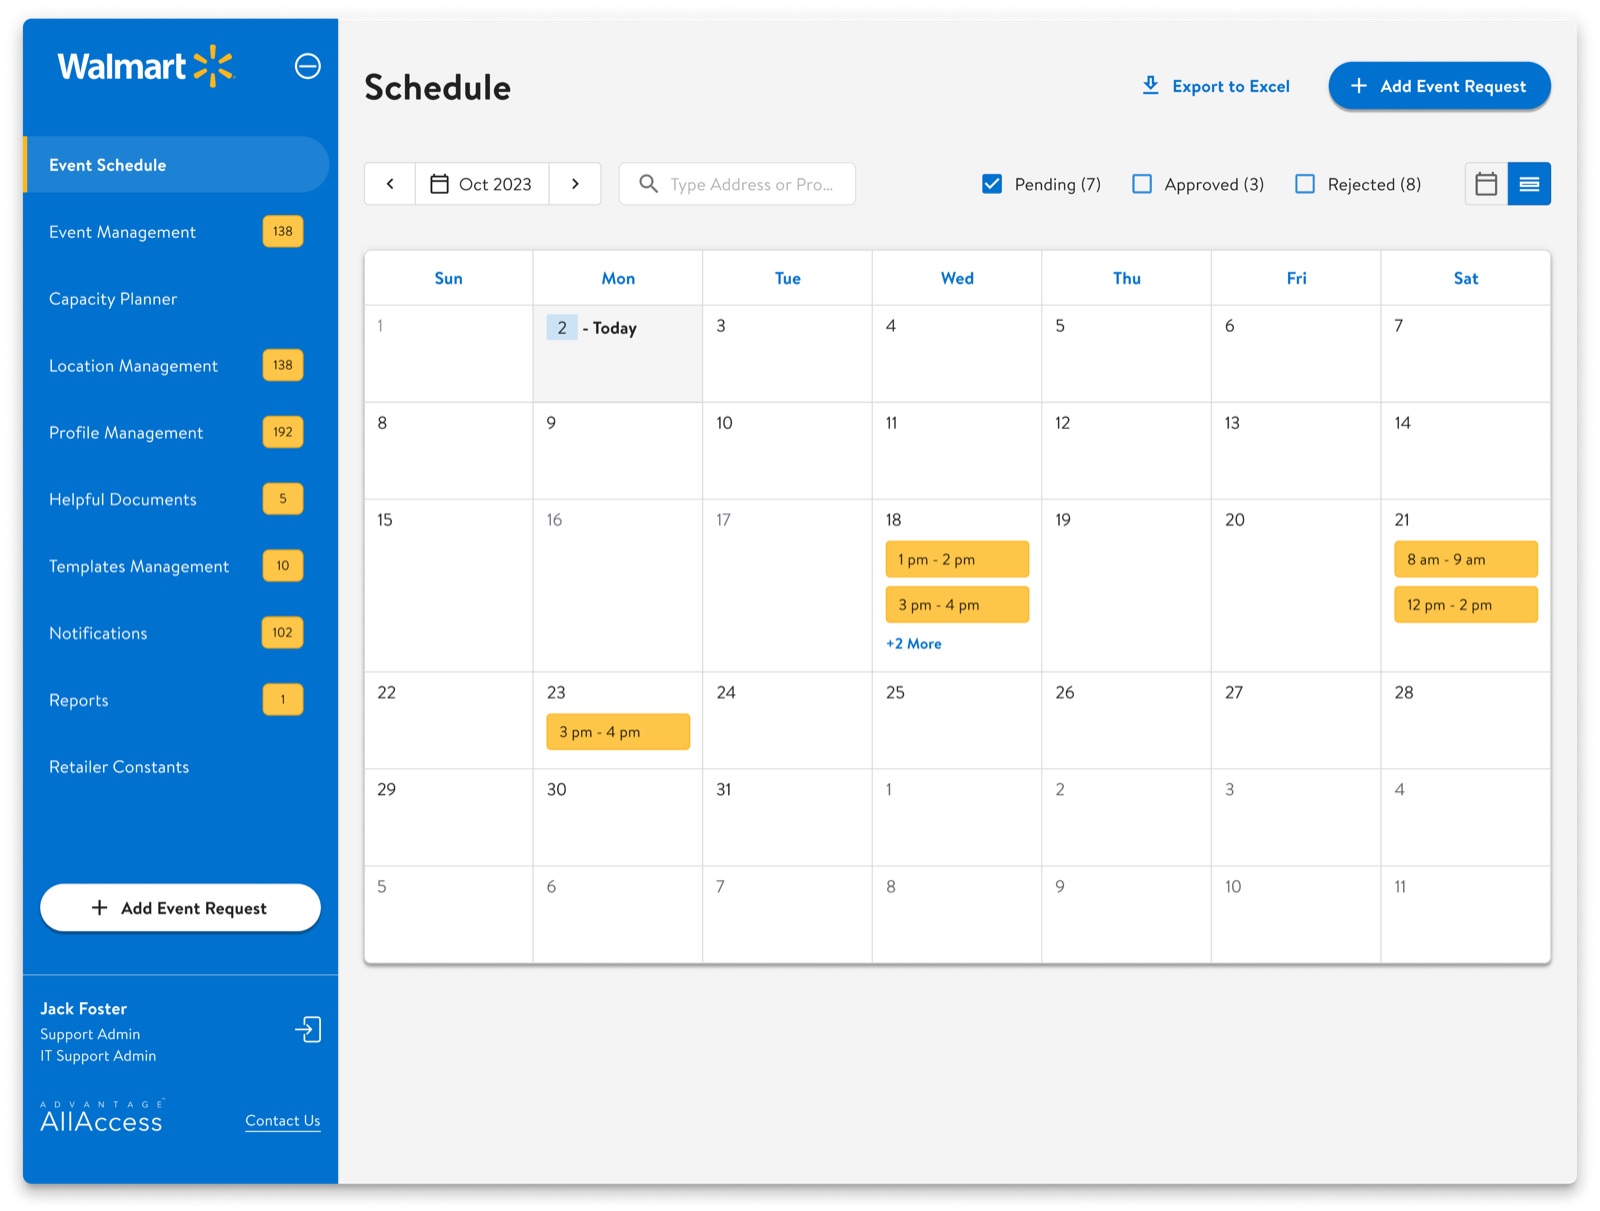 Walmart
Event Schedule
Event Management 138
Capacity Planner
Location Management 138
Profile Management 192
Helpful Documents 5
Templates Management 10
Notifications 102
Reports 1
Retailer Constants
+ Add Event Request
Jack Foster
Support Admin
IT Support Admin
ADVANTAGE™
AllAccess
Contact Us
Schedule
Export to Excel
+ Add Event Request
Oct 2023
Type Address or Pro...
Pending (7)
Approved (3)
Rejected (8)
Sun Mon Tue Wed Thu Fri Sat
1 2 - Today 3 4 5 6 7
8 9 10 11 12 13 14
15 16 17 18 19 20 21
1 pm - 2 pm 8 am - 9 am
3 pm - 4 pm 12 pm - 2 pm
+2 More
22 23 24 25 26 27 28
3 pm - 4 pm
29 30 31 1 2 3 4
5 6 7 8 9 10 11